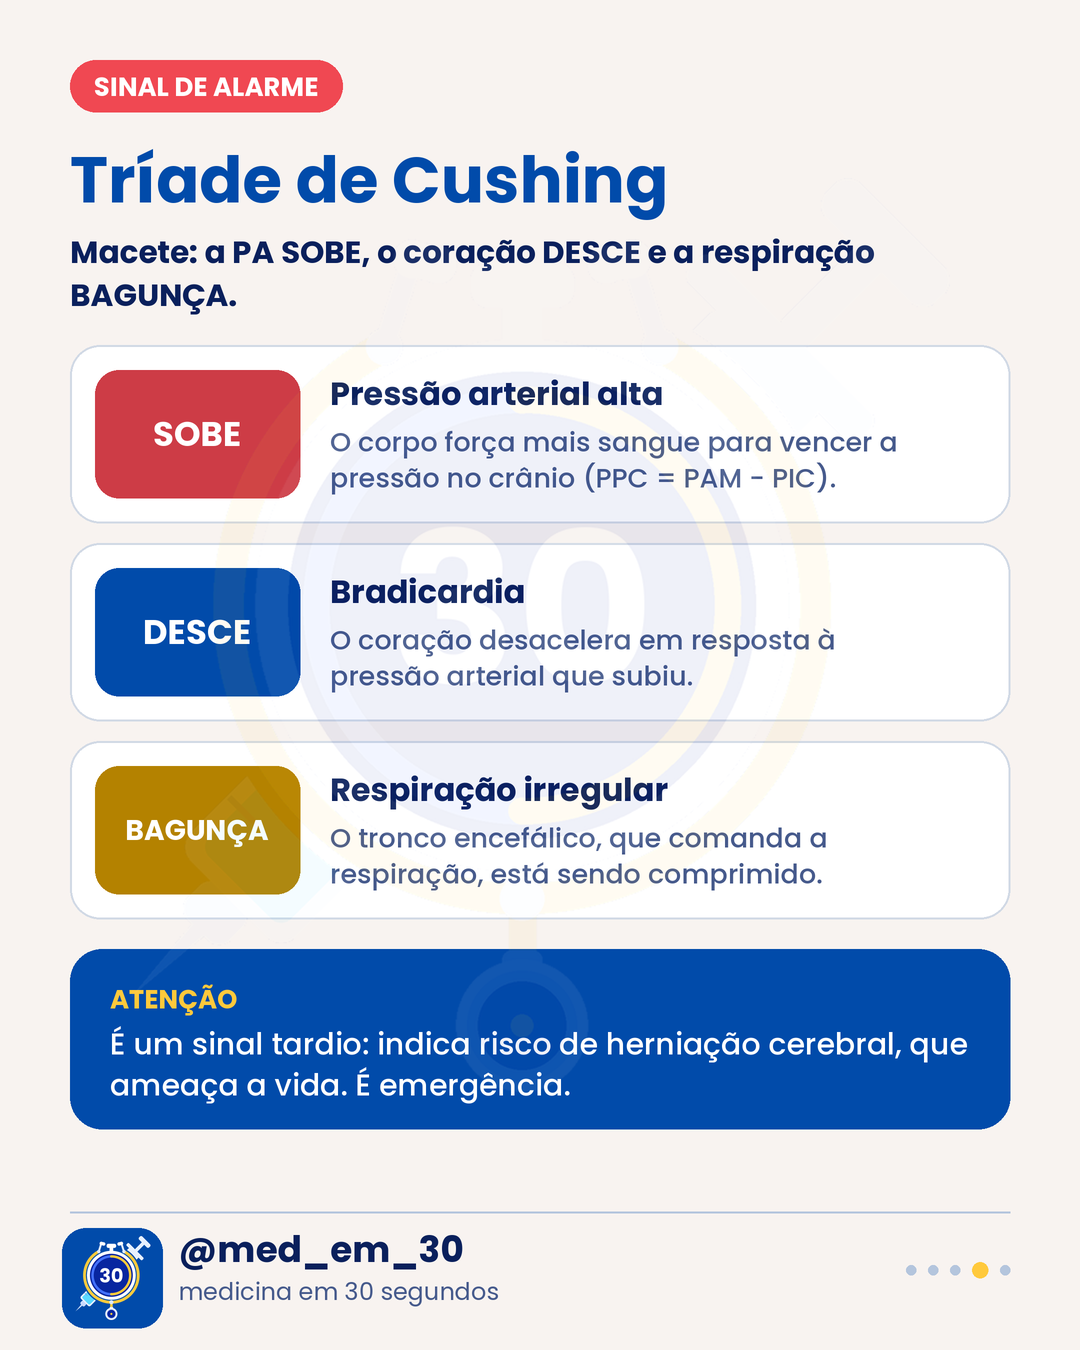 SINAL DE ALARME
Tríade de Cushing
Macete: a PA SOBE, o coração DESCE e a respiração
BAGUNÇA.
SOBE
Pressão arterial alta
O corpo força mais sangue para vencer a
pressão no crânio (PPC = PAM - PIC).
DESCE
Bradicardia
O coração desacelera em resposta à
pressão arterial que subiu.
BAGUNÇA
Respiração irregular
O tronco encefálico, que comanda a
respiração, está sendo comprimido.
30
ATENÇÃO
É um sinal tardio: indica risco de herniação cerebral, que
ameaça a vida. É emergência.
30
@med_em_30
medicina em 30 segundos